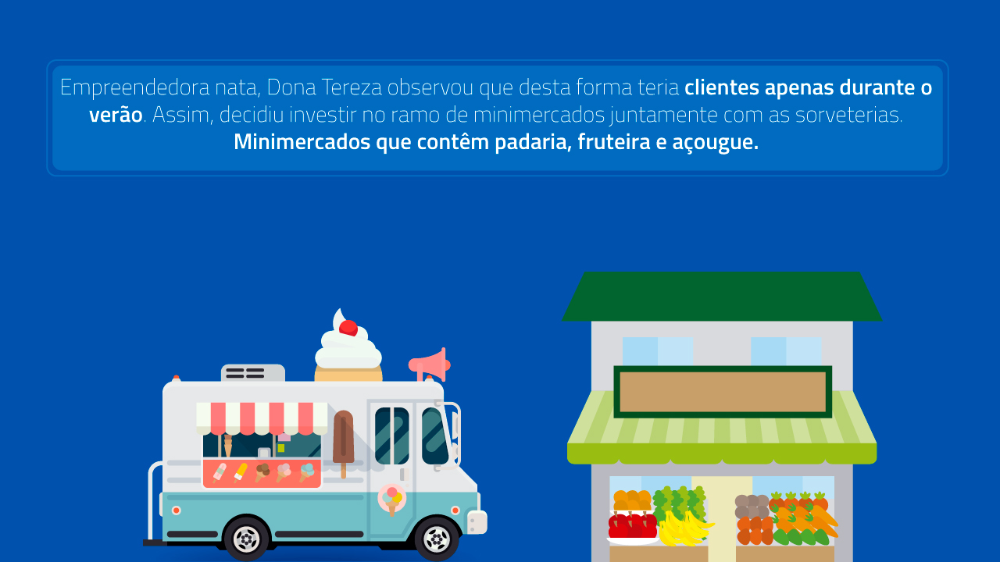 Empreendedora nata, Dona Tereza observou que desta forma teria clientes apenas durante o
verão. Assim, decidiu investir no ramo de minimercados juntamente com as sorveterias.
Minimercados que contêm padaria, fruteira e açougue.